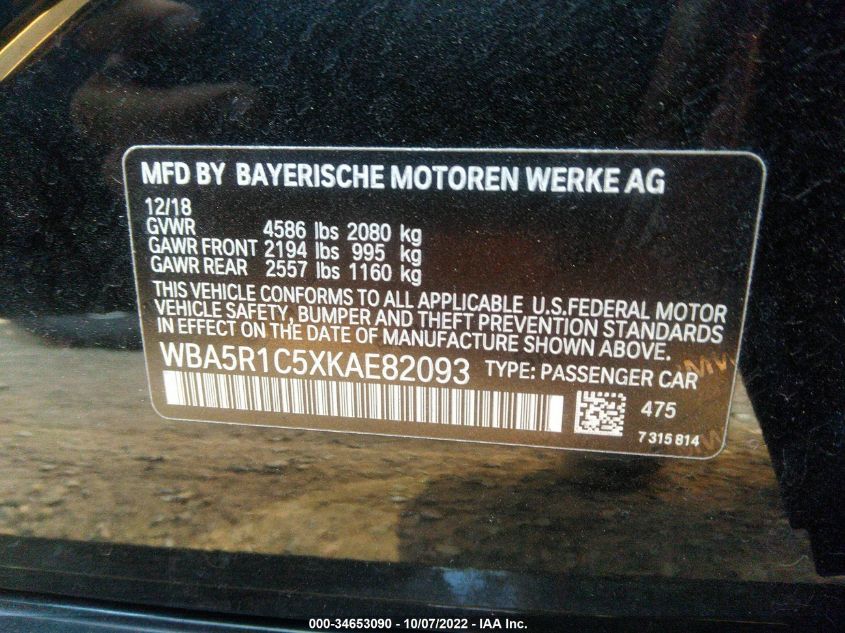 MFD BY BAYERISCHE MOTOREN WERKE AG
12/18
GVWR 4586 lbs 2080 kg
GAWR FRONT 2194 lbs 995 kg
GAWR REAR 2557 lbs 1160 kg
THIS VEHICLE CONFORMS TO ALL APPLICABLE U.S.FEDERAL MOTOR
VEHICLE SAFETY, BUMPER AND THEFT PREVENTION STANDARDS
IN EFFECT ON THE DATE OF MANUFACTURE SHOWN ABOVE.
WBA5R1C5XKAE82093 TYPE: PASSENGER CAR
475
7 315 814
000-34653090 - 10/07/2022 - IAA Inc.